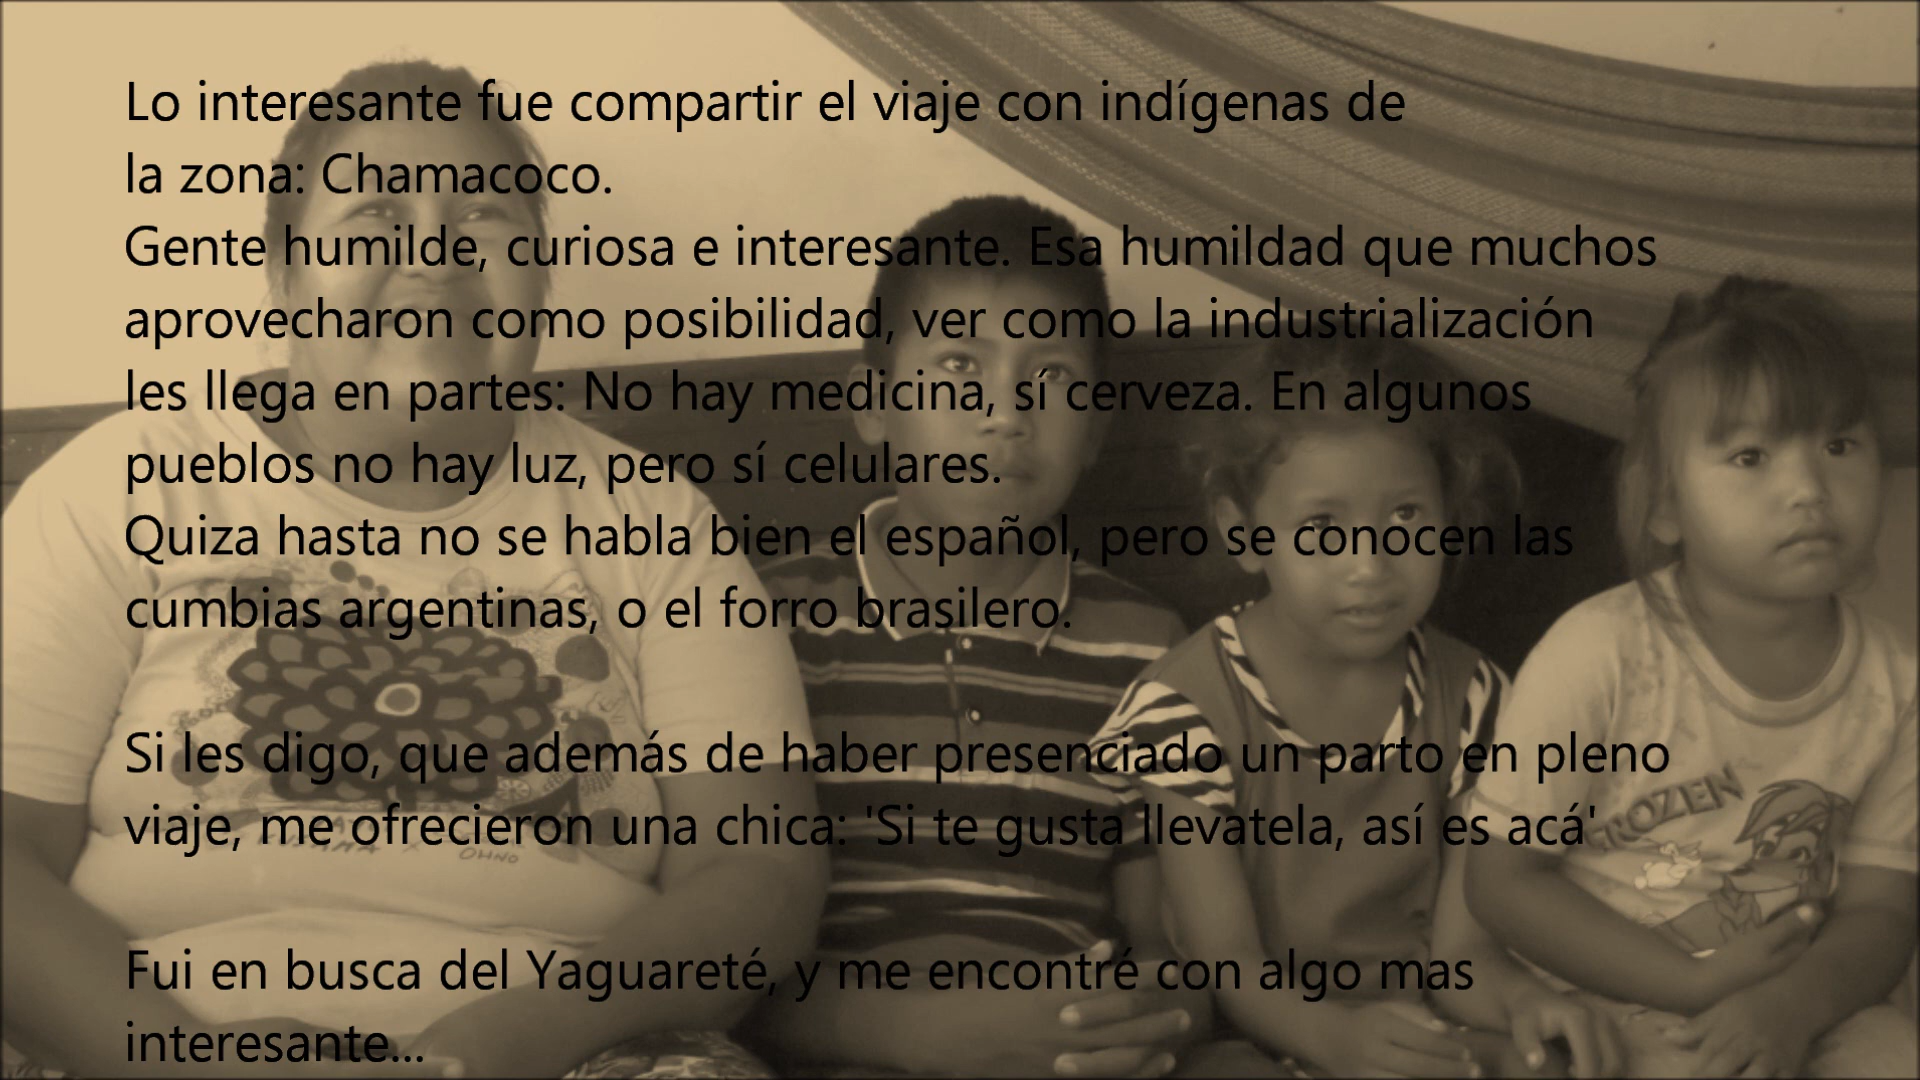 Lo interesante fue compartir el viaje con indígenas de
la zona: Chamacoco.
Gente humilde, curiosa e interesante. Esa humildad que muchos
aprovecharon como posibilidad, ver como la industrialización
les llega en partes: No hay medicina, sí cerveza. En algunos
pueblos no hay luz, pero sí celulares.
Quiza hasta no se habla bien el español, pero se conocen las
cumbias argentinas, o el forro brasilero.
Si les digo, que además de haber presenciado un parto en pleno
viaje, me ofrecieron una chica: 'Si te gusta llevatela, así es acá'
FROZEN
OHNO
Fui en busca del Yaguareté, y me encontré con algo mas
interesante...